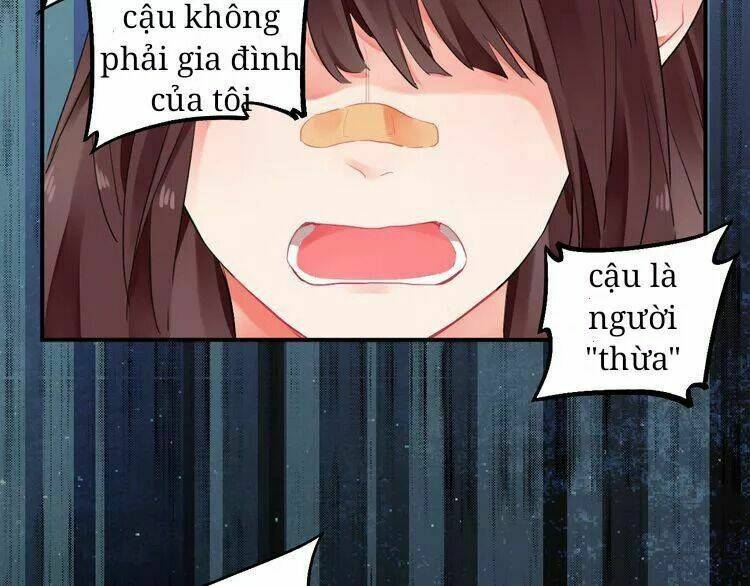 cậu không
phải gia đình
của tôi
cậu là
người
"thừa"